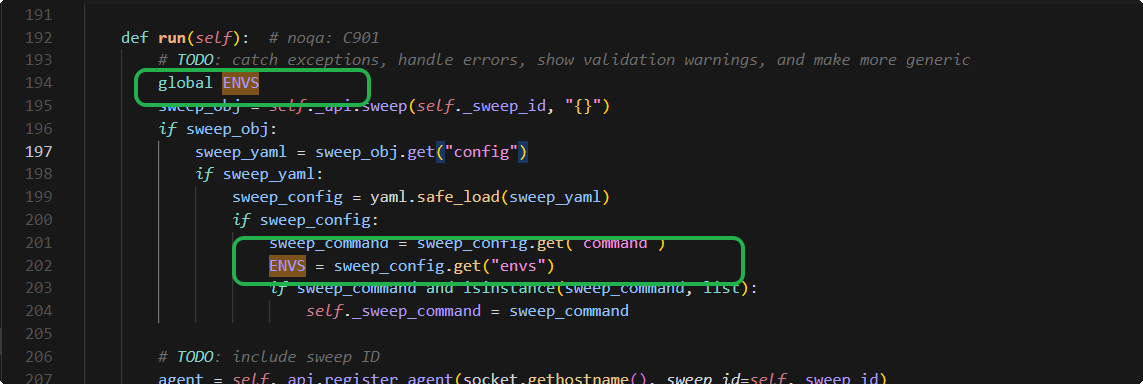 191
192 def run(self):  # noqa: C901
193 # TODO: catch exceptions, handle errors, show validation warnings, and make more generic
194 global ENVS
195 sweep_obj = self._api.sweep(self._sweep_id, "{}")
196 if sweep_obj:
197 sweep_yaml = sweep_obj.get("config")
198 if sweep_yaml:
199 sweep_config = yaml.safe_load(sweep_yaml)
200 if sweep_config:
201 sweep_command = sweep_config.get("command")
202 ENVS = sweep_config.get("envs")
203 if sweep_command and isinstance(sweep_command, list):
204 self._sweep_command = sweep_command
205
206 # TODO: include sweep ID
207 agent = self._api.register_agent(socket.gethostname(), sweep_id=self._sweep_id)